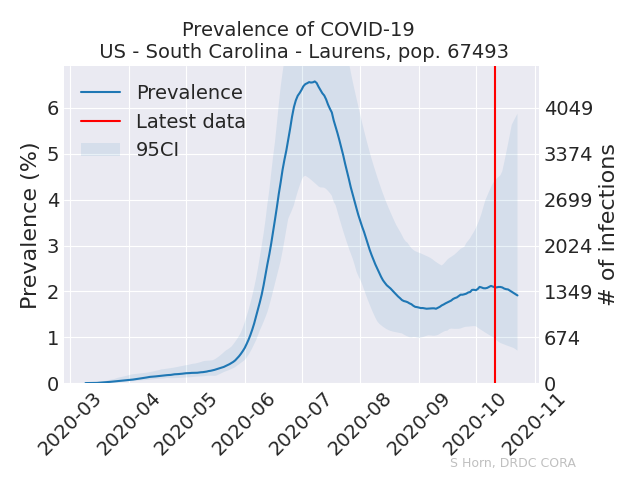 Prevalence of COVID-19
US - South Carolina - Laurens, pop. 67493
Prevalence
Latest data
95CI
Prevalence (%)
6
5
4
3
2
1
0
4049
3374
2699
2024
1349
674
0
# of infections
2020-03
2020-04
2020-05
2020-06
2020-07
2020-08
2020-09
2020-10
2020-11
S Horn, DRDC CORA